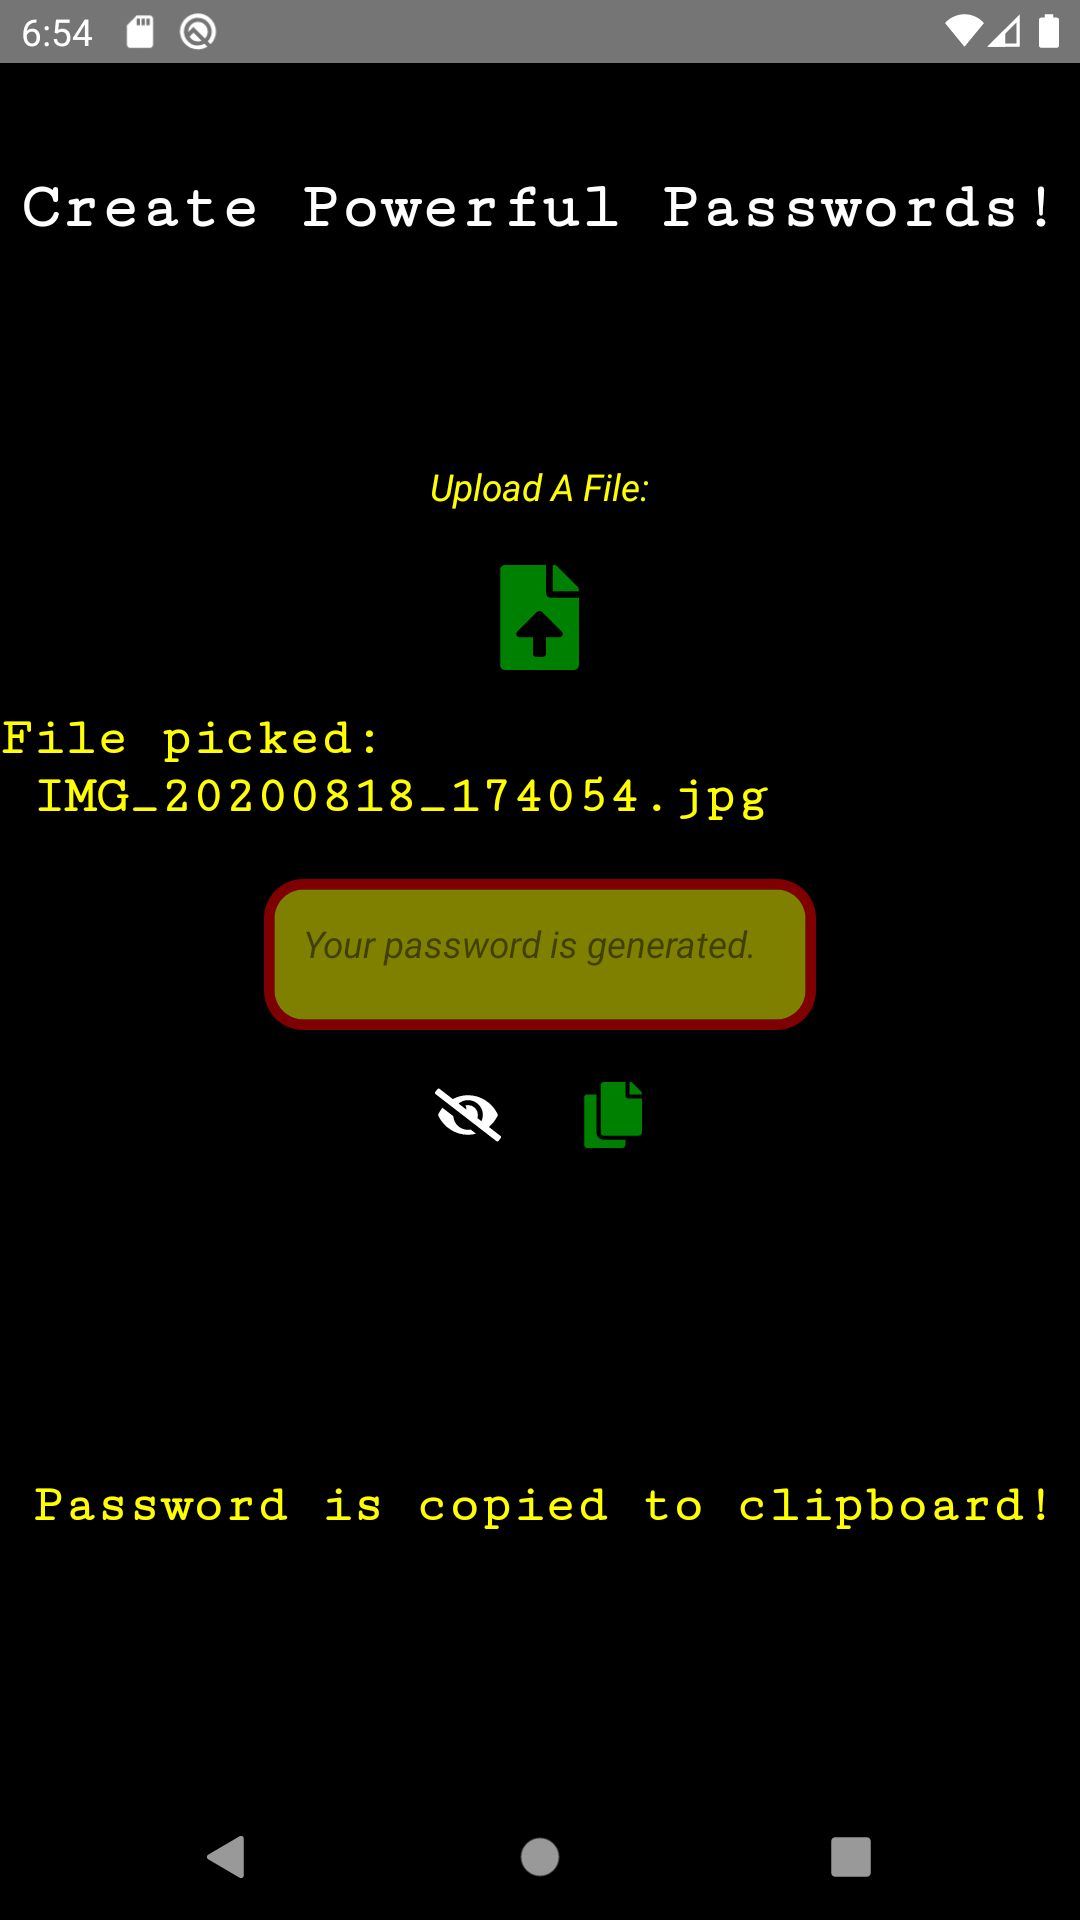 6:54
Create Powerful Passwords!
Upload A File:
File picked:
IMG_20200818_174054.jpg
Your password is generated.
Password is copied to clipboard!